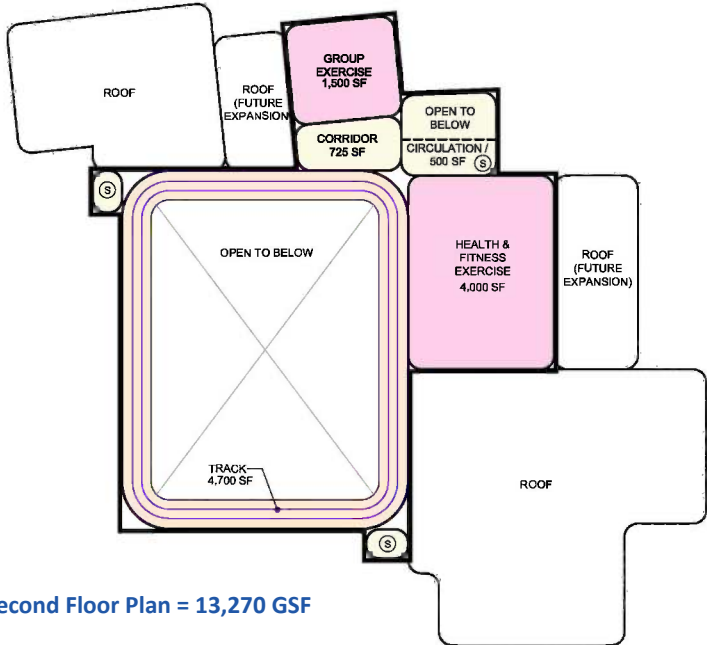 ROOF
ROOF
(FUTURE
EXPANSION)
GROUP
EXERCISE
1,500 SF
CORRIDOR
725 SF
OPEN TO
BELOW
CIRCULATION /
500 SF
S
S
OPEN TO BELOW
HEALTH &
FITNESS
EXERCISE
4,000 SF
ROOF
(FUTURE
EXPANSION)
TRACK
4,700 SF
ROOF
S
econd Floor Plan = 13,270 GSF